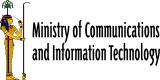 Ministry of Communications
and Information Technology